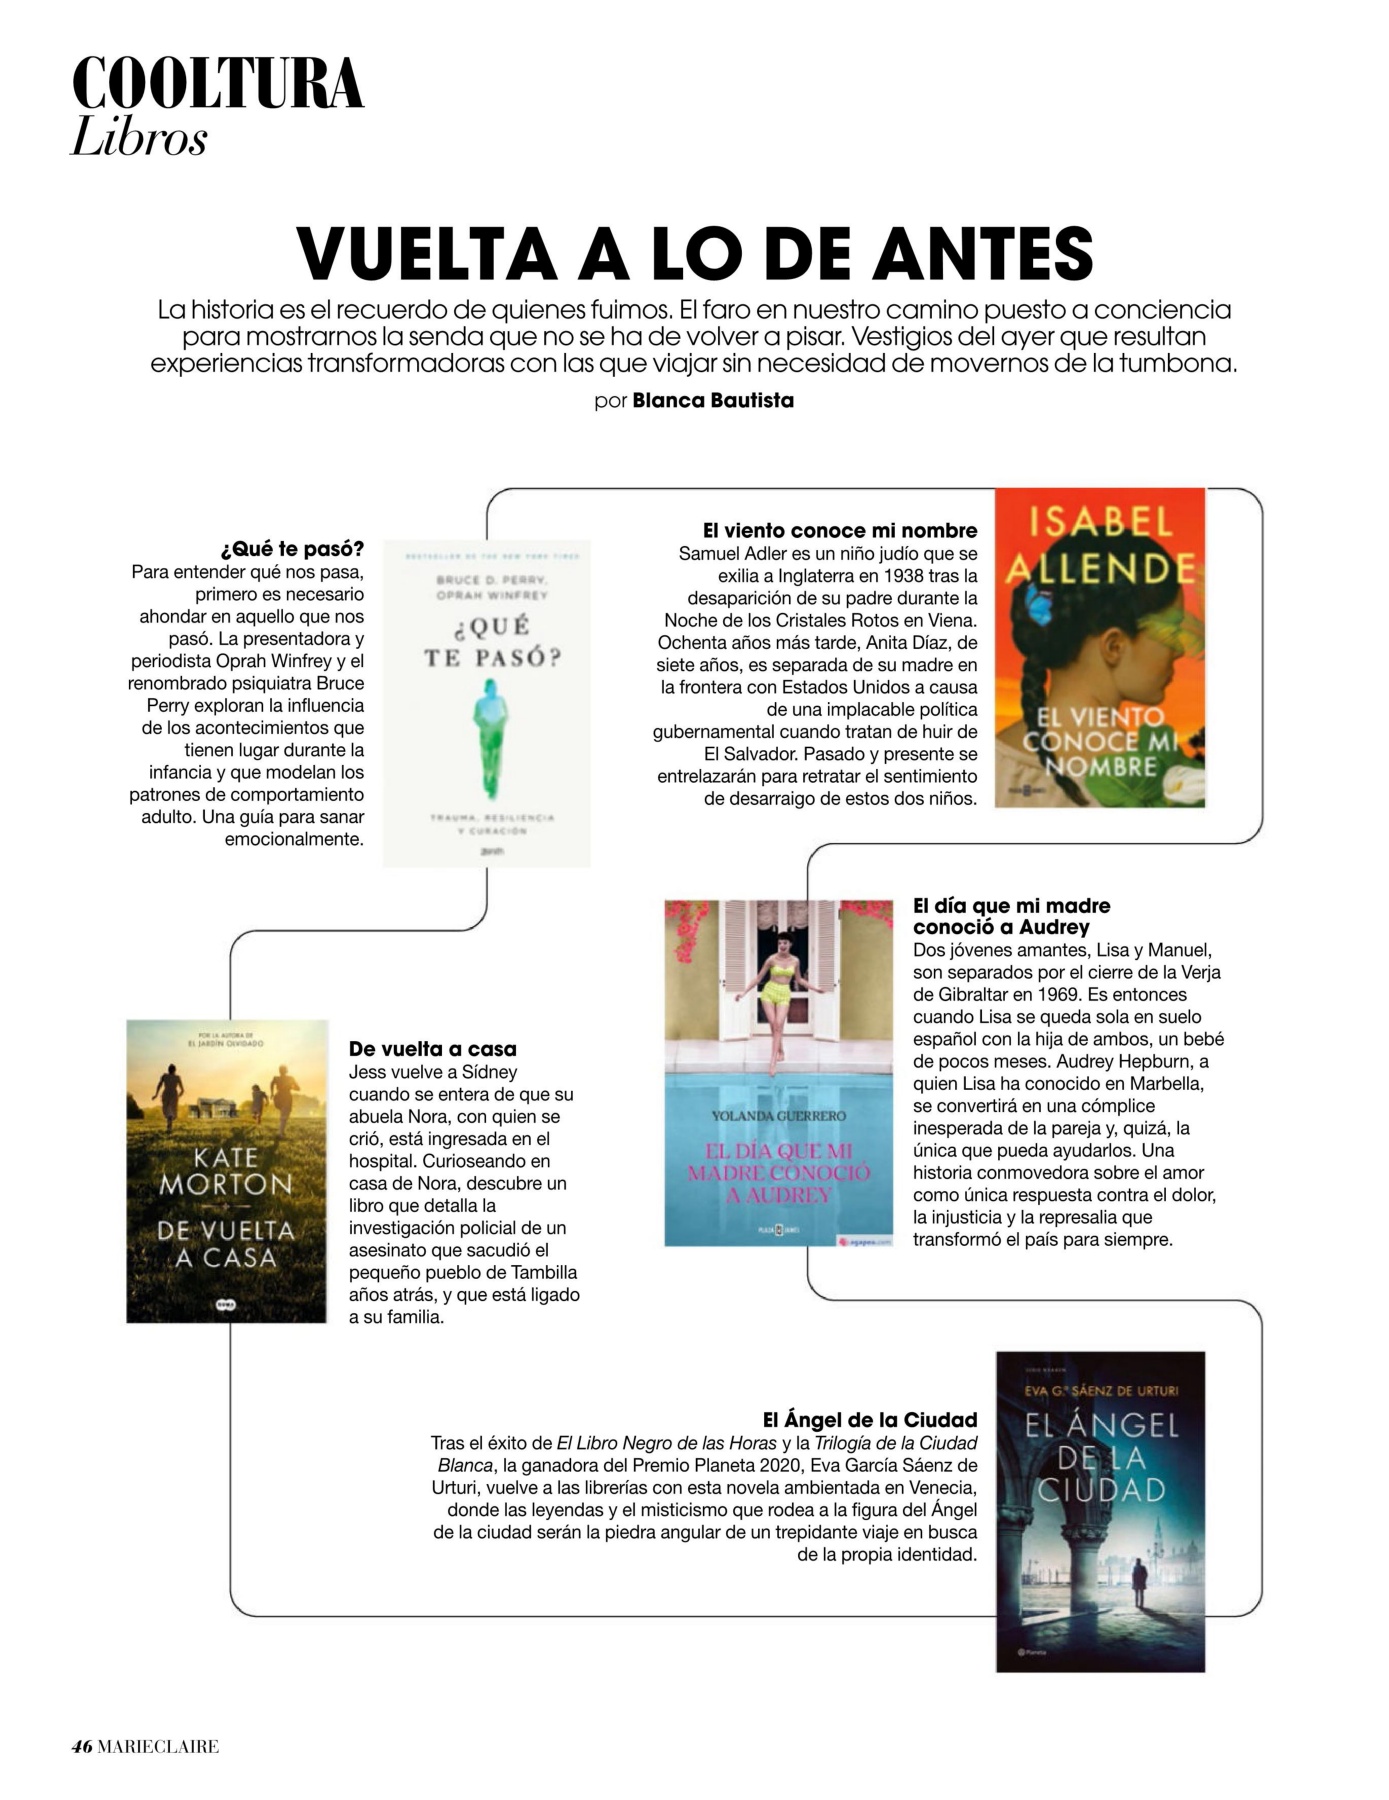 COOLTURA
Libros
VUELTA A LO DE ANTES
La historia es el recuerdo de quienes fuimos. El faro en nuestro camino puesto a conciencia
para mostrarnos la senda que no se ha de volver a pisar. Vestigios del ayer que resultan
experiencias transformadoras con las que viajar sin necesidad de movernos de la tumbona.
por Blanca Bautista
¿Qué te pasó?
Para entender qué nos pasa,
primero es necesario
ahondar en aquello que nos
pasó. La presentadora y
periodista Oprah Winfrey y el
renombrado psiquiatra Bruce
Perry exploran la influencia
de los acontecimientos que
tienen lugar durante la
infancia y que modelan los
patrones de comportamiento
adulto. Una guía para sanar
emocionalmente.
BESTSELLER DE THE NEW YORK TIMES
BRUCE D. PERRY,
OPRAH WINFREY
¿QUÉ
TE PASÓ?
TRAUMA, RESILIENCIA
Y CURACIÓN
zenith
El viento conoce mi nombre
Samuel Adler es un niño judío que se
exilia a Inglaterra en 1938 tras la
desaparición de su padre durante la
Noche de los Cristales Rotos en Viena.
Ochenta años más tarde, Anita Díaz, de
siete años, es separada de su madre en
la frontera con Estados Unidos a causa
de una implacable política
gubernamental cuando tratan de huir de
El Salvador. Pasado y presente se
entrelazarán para retratar el sentimiento
de desarraigo de estos dos niños.
ISABEL
ALLENDE
EL VIENTO
CONOCE MI
NOMBRE
PLAZA JANES
YOLANDA GUERRERO
EL DÍA QUE MI
MADRE CONOCIÓ
A AUDREY
PLAZA JANES
agapea.com
El día que mi madre
conoció a Audrey
Dos jóvenes amantes, Lisa y Manuel,
son separados por el cierre de la Verja
de Gibraltar en 1969. Es entonces
cuando Lisa se queda sola en suelo
español con la hija de ambos, un bebé
de pocos meses. Audrey Hepburn, a
quien Lisa ha conocido en Marbella,
se convertirá en una cómplice
inesperada de la pareja y, quizá, la
única que pueda ayudarlos. Una
historia conmovedora sobre el amor
como única respuesta contra el dolor,
la injusticia y la represalia que
transformó el país para siempre.
POR LA AUTORA DE
EL JARDÍN OLVIDADO
KATE
MORTON
DE VUELTA
A CASA
SUMA
De vuelta a casa
Jess vuelve a Sídney
cuando se entera de que su
abuela Nora, con quien se
crió, está ingresada en el
hospital. Curioseando en
casa de Nora, descubre un
libro que detalla la
investigación policial de un
asesinato que sacudió el
pequeño pueblo de Tambilla
años atrás, y que está ligado
a su familia.
El Ángel de la Ciudad
Tras el éxito de El Libro Negro de las Horas y la Trilogía de la Ciudad
Blanca, la ganadora del Premio Planeta 2020, Eva García Sáenz de
Urturi, vuelve a las librerías con esta novela ambientada en Venecia,
donde las leyendas y el misticismo que rodea a la figura del Ángel
de la ciudad serán la piedra angular de un trepidante viaje en busca
de la propia identidad.
EVA G.ª SÁENZ DE URTURI
EL ÁNGEL
DE LA
CIUDAD
Planeta
46 MARIECLAIRE